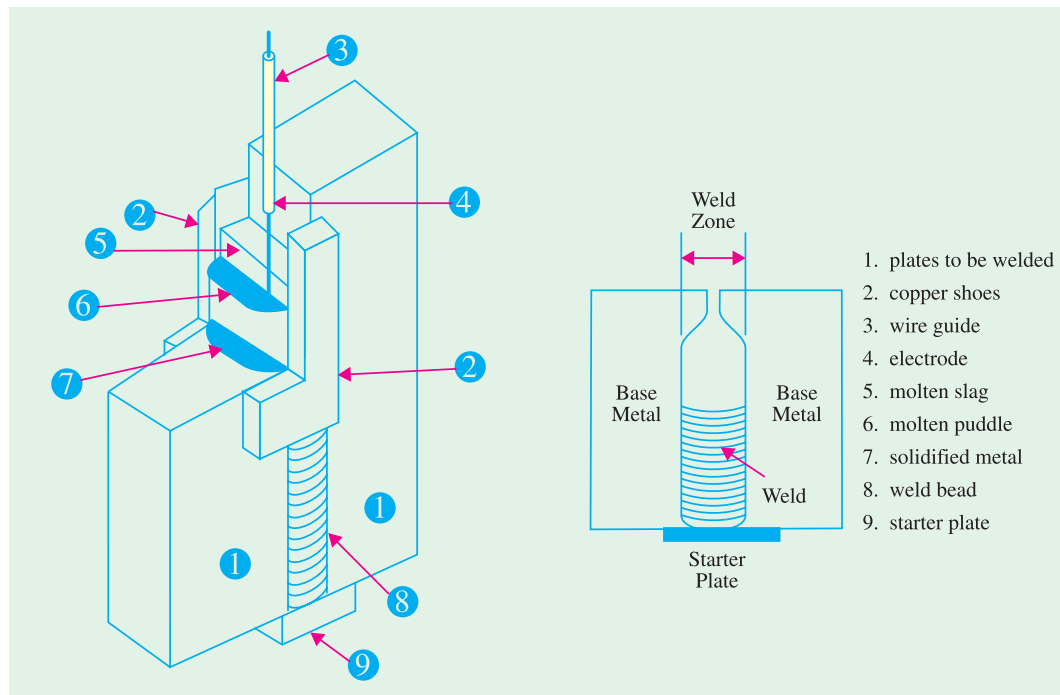 3
4
2
5
6
7
2
1
1
8
9
Weld
Zone
Base
Metal
Base
Metal
Weld
Starter
Plate
1. plates to be welded
2. copper shoes
3. wire guide
4. electrode
5. molten slag
6. molten puddle
7. solidified metal
8. weld bead
9. starter plate